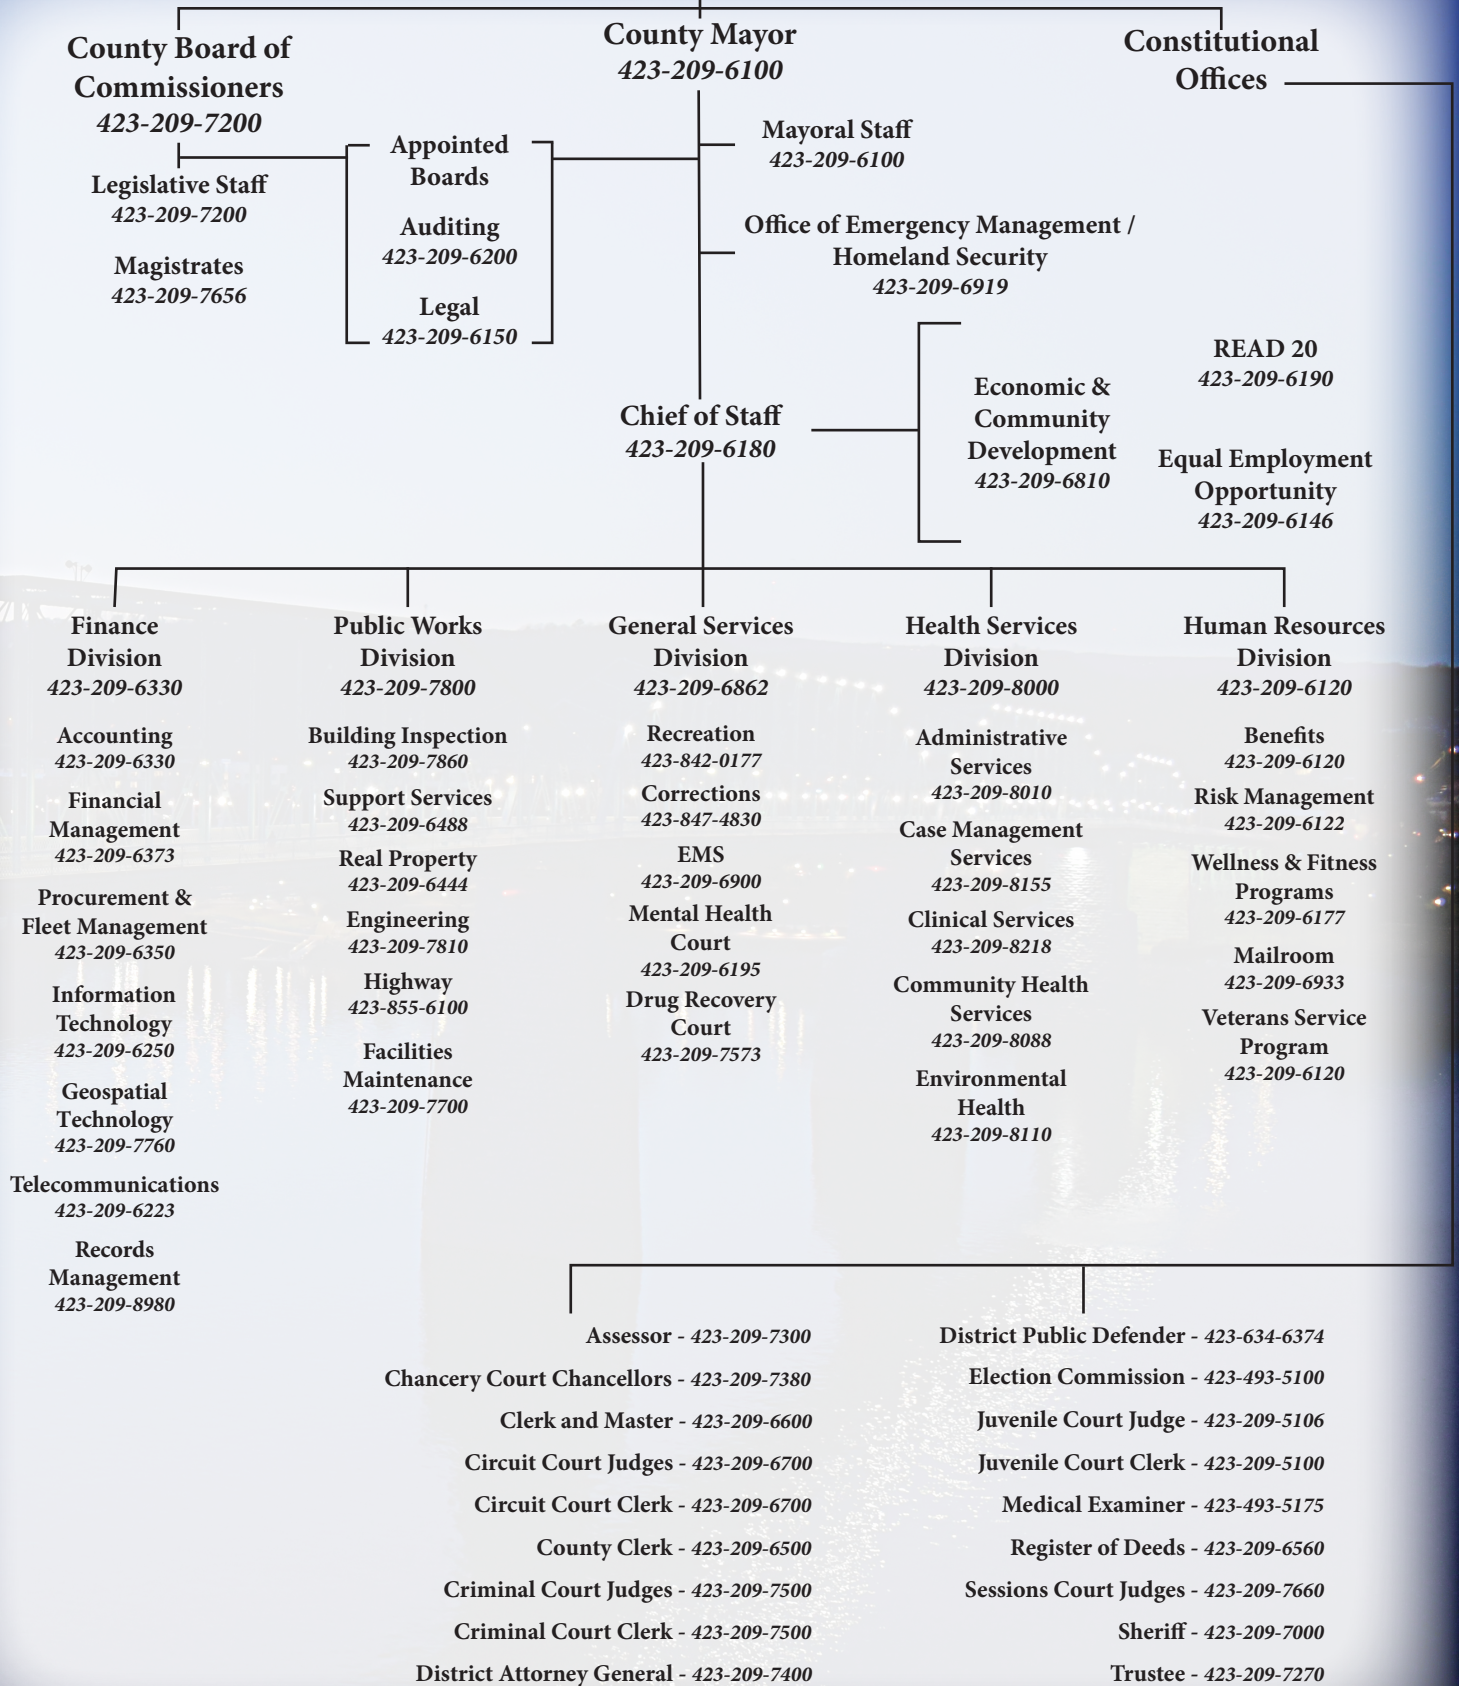 County Board of
Commissioners
423-209-7200
County Mayor
423-209-6100
Constitutional
Offices
Legislative Staff
423-209-7200
Magistrates
423-209-7656
Appointed
Boards
Auditing
423-209-6200
Legal
423-209-6150
Mayoral Staff
423-209-6100
Office of Emergency Management /
Homeland Security
423-209-6919
Chief of Staff
423-209-6180
Economic &
Community
Development
423-209-6810
READ 20
423-209-6190
Equal Employment
Opportunity
423-209-6146
Finance
Division
423-209-6330
Accounting
423-209-6330
Financial
Management
423-209-6373
Procurement &
Fleet Management
423-209-6350
Information
Technology
423-209-6250
Geospatial
Technology
423-209-7760
Telecommunications
423-209-6223
Records
Management
423-209-8980
Public Works
Division
423-209-7800
Building Inspection
423-209-7860
Support Services
423-209-6488
Real Property
423-209-6444
Engineering
423-209-7810
Highway
423-855-6100
Facilities
Maintenance
423-209-7700
General Services
Division
423-209-6862
Recreation
423-842-0177
Corrections
423-847-4830
EMS
423-209-6900
Mental Health
Court
423-209-6195
Drug Recovery
Court
423-209-7573
Health Services
Division
423-209-8000
Administrative
Services
423-209-8010
Case Management
Services
423-209-8155
Clinical Services
423-209-8218
Community Health
Services
423-209-8088
Environmental
Health
423-209-8110
Human Resources
Division
423-209-6120
Benefits
423-209-6120
Risk Management
423-209-6122
Wellness & Fitness
Programs
423-209-6177
Mailroom
423-209-6933
Veterans Service
Program
423-209-6120
Assessor - 423-209-7300
Chancery Court Chancellors - 423-209-7380
Clerk and Master - 423-209-6600
Circuit Court Judges - 423-209-6700
Circuit Court Clerk - 423-209-6700
County Clerk - 423-209-6500
Criminal Court Judges - 423-209-7500
Criminal Court Clerk - 423-209-7500
District Attorney General - 423-209-7400
District Public Defender - 423-634-6374
Election Commission - 423-493-5100
Juvenile Court Judge - 423-209-5106
Juvenile Court Clerk - 423-209-5100
Medical Examiner - 423-493-5175
Register of Deeds - 423-209-6560
Sessions Court Judges - 423-209-7660
Sheriff - 423-209-7000
Trustee - 423-209-7270